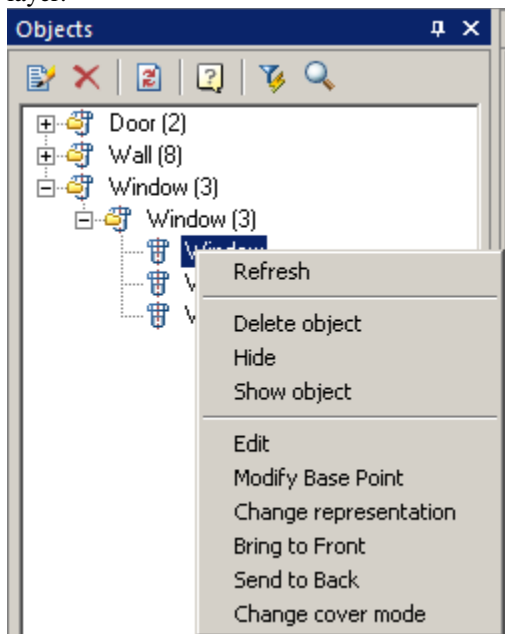 layer.
Objects
Door (2)
Wall (8)
Window (3)
Window (3)
Window
Refresh
Delete object
Hide
Show object
Edit
Modify Base Point
Change representation
Bring to Front
Send to Back
Change cover mode